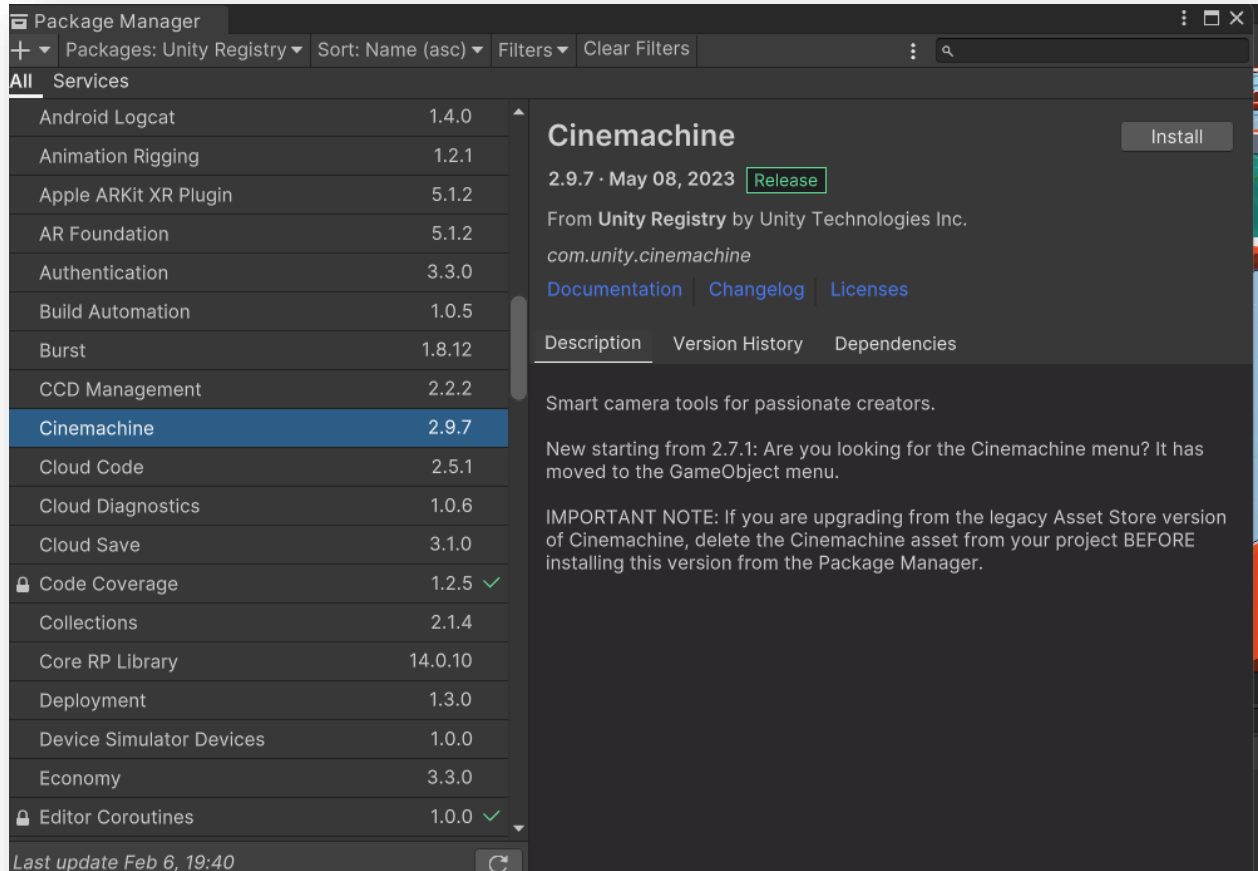 Package Manager
+ Packages: Unity Registry Sort: Name (asc) Filters Clear Filters
All Services
Android Logcat 1.4.0
Animation Rigging 1.2.1
Apple ARKit XR Plugin 5.1.2
AR Foundation 5.1.2
Authentication 3.3.0
Build Automation 1.0.5
Burst 1.8.12
CCD Management 2.2.2
Cinemachine 2.9.7
Cloud Code 2.5.1
Cloud Diagnostics 1.0.6
Cloud Save 3.1.0
Code Coverage 1.2.5
Collections 2.1.4
Core RP Library 14.0.10
Deployment 1.3.0
Device Simulator Devices 1.0.0
Economy 3.3.0
Editor Coroutines 1.0.0
Last update Feb 6, 19:40
Cinemachine Install
2.9.7 · May 08, 2023 Release
From Unity Registry by Unity Technologies Inc.
com.unity.cinemachine
Documentation Changelog Licenses
Description Version History Dependencies
Smart camera tools for passionate creators.
New starting from 2.7.1: Are you looking for the Cinemachine menu? It has
moved to the GameObject menu.
IMPORTANT NOTE: If you are upgrading from the legacy Asset Store version
of Cinemachine, delete the Cinemachine asset from your project BEFORE
installing this version from the Package Manager.